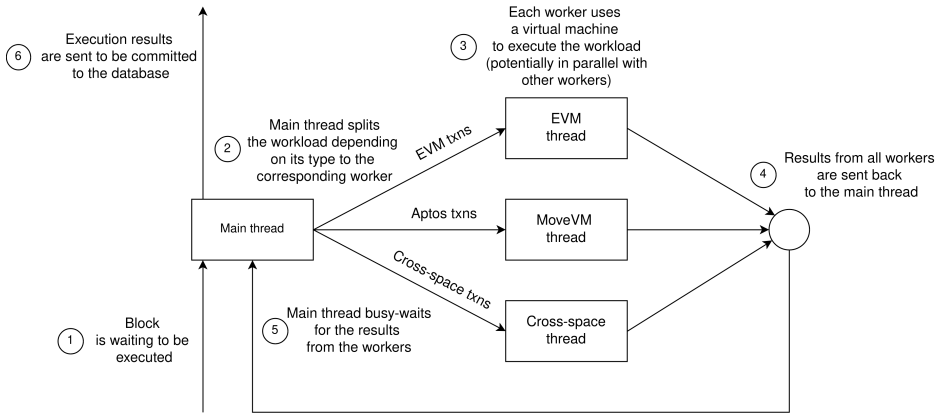 6
Execution results
are sent to be committed
to the database
3
Each worker uses
a virtual machine
to execute the workload
(potentially in parallel with
other workers)
2
Main thread splits
the workload depending
on its type to the
corresponding worker
EVM txns
EVM
thread
4
Results from all workers
are sent back
to the main thread
Main thread
Aptos txns
MoveVM
thread
Cross-space txns
Cross-space
thread
1
Block
is waiting to be
executed
5
Main thread busy-waits
for the results
from the workers